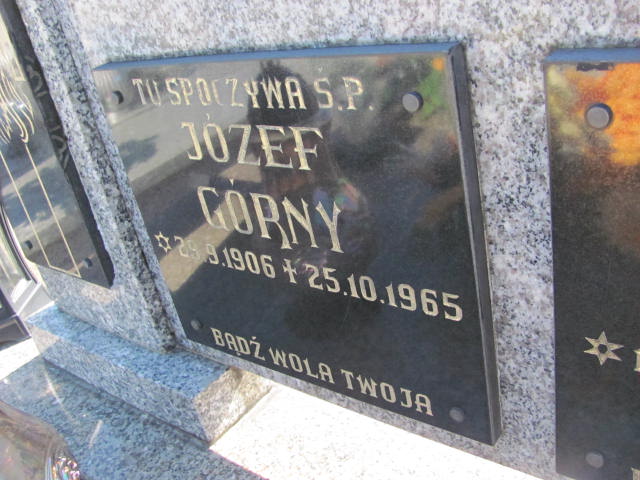 TU SPOCZYWA Ś.P.
JÓZEF
GÓRNY
✡ 29.9.1906 ✝ 25.10.1965
BĄDŹ WOLA TWOJA